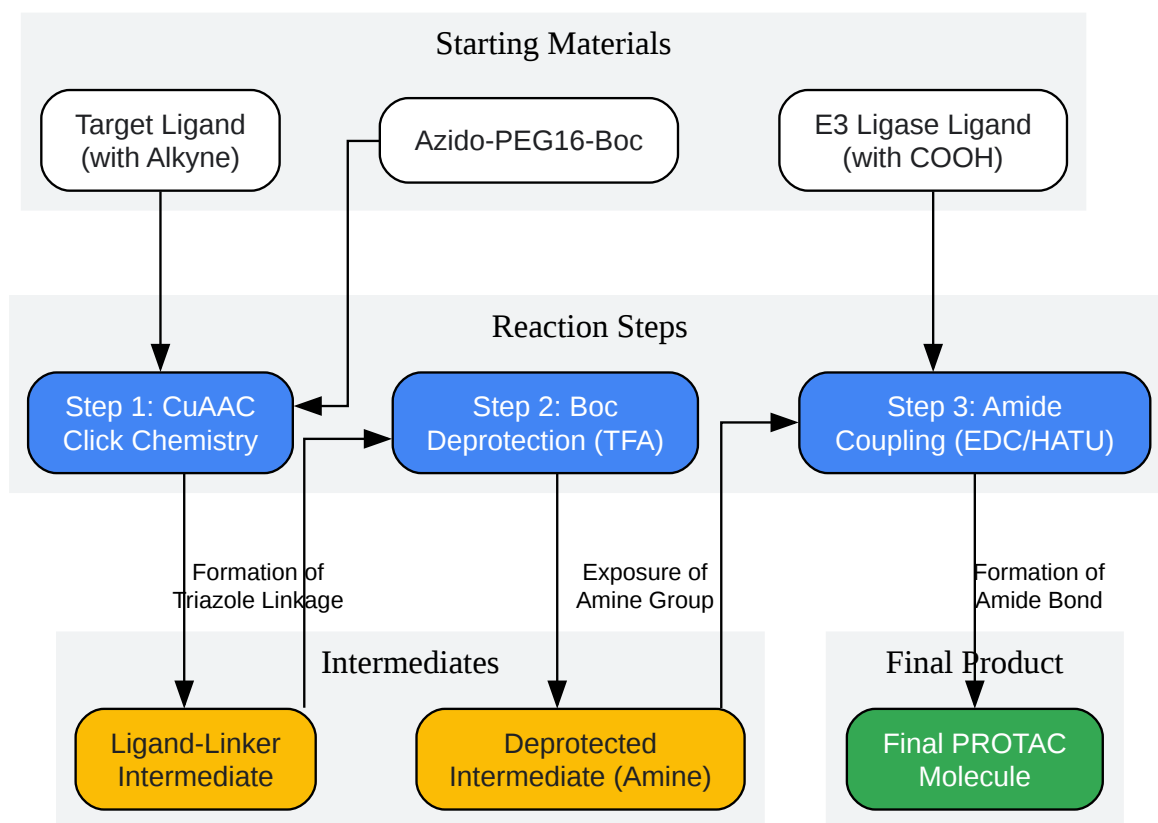 Starting Materials
Target Ligand
(with Alkyne)
Azido-PEG16-Boc
E3 Ligase Ligand
(with COOH)
Reaction Steps
Step 1: CuAAC
Click Chemistry
Step 2: Boc
Deprotection (TFA)
Step 3: Amide
Coupling (EDC/HATU)
Formation of
Triazole Linkage
Exposure of
Amine Group
Formation of
Amide Bond
Intermediates
Final Product
Ligand-Linker
Intermediate
Deprotected
Intermediate (Amine)
Final PROTAC
Molecule